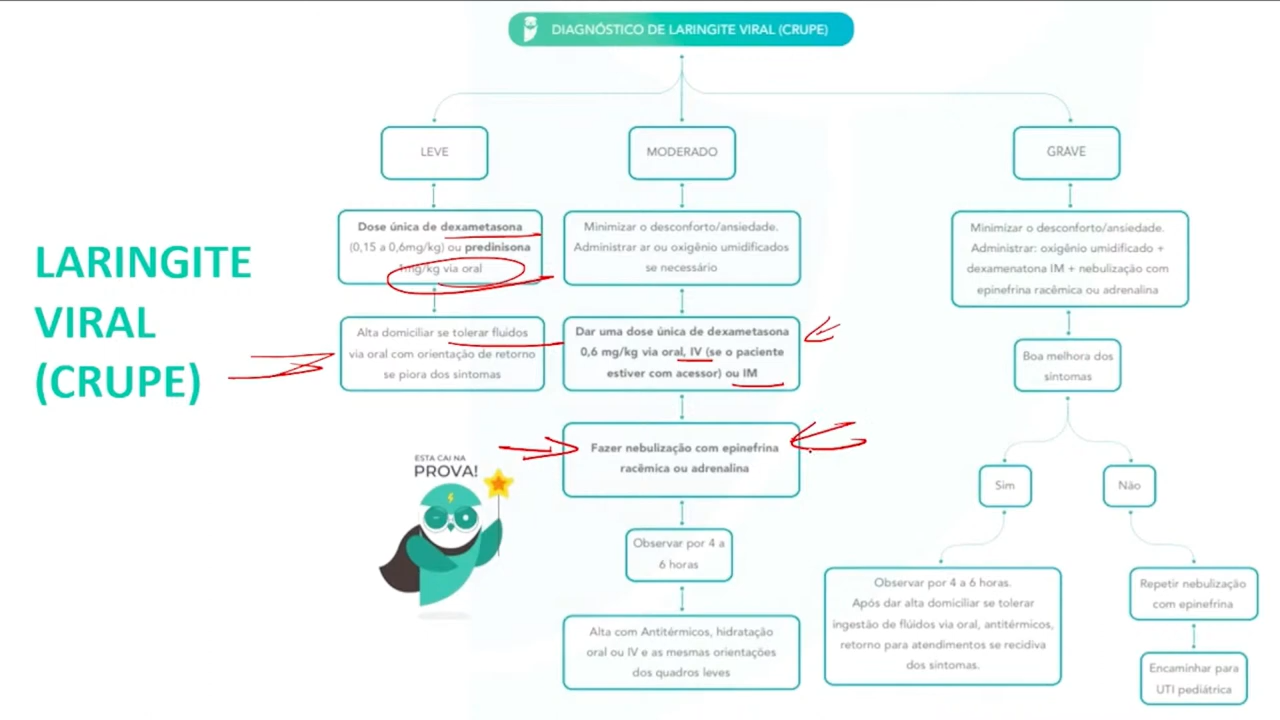 DIAGNÓSTICO DE LARINGITE VIRAL (CRUPE)
LARINGITE
VIRAL
(CRUPE)
LEVE
Dose única de dexametasona
(0,15 a 0,6mg/kg) ou predinisona
1mg/kg via oral
Alta domiciliar se tolerar fluidos
via oral com orientação de retorno
se piora dos sintomas
ESTA CAI NA
PROVA!
MODERADO
Minimizar o desconforto/ansiedade.
Administrar ar ou oxigênio umidificados
se necessário
Dar uma dose única de dexametasona
0,6 mg/kg via oral, IV (se o paciente
estiver com acessor) ou IM
Fazer nebulização com epinefrina
racêmica ou adrenalina
Observar por 4 a
6 horas
Alta com Antitérmicos, hidratação
oral ou IV e as mesmas orientações
dos quadros leves
GRAVE
Minimizar o desconforto/ansiedade.
Administrar: oxigênio umidificado +
dexamenatona IM + nebulização com
epinefrina racêmica ou adrenalina
Boa melhora dos
sintomas
Sim
Não
Observar por 4 a 6 horas.
Após dar alta domiciliar se tolerar
ingestão de flúidos via oral, antitérmicos,
retorno para atendimentos se recidiva
dos sintomas.
Repetir nebulização
com epinefrina
Encaminhar para
UTI pediátrica